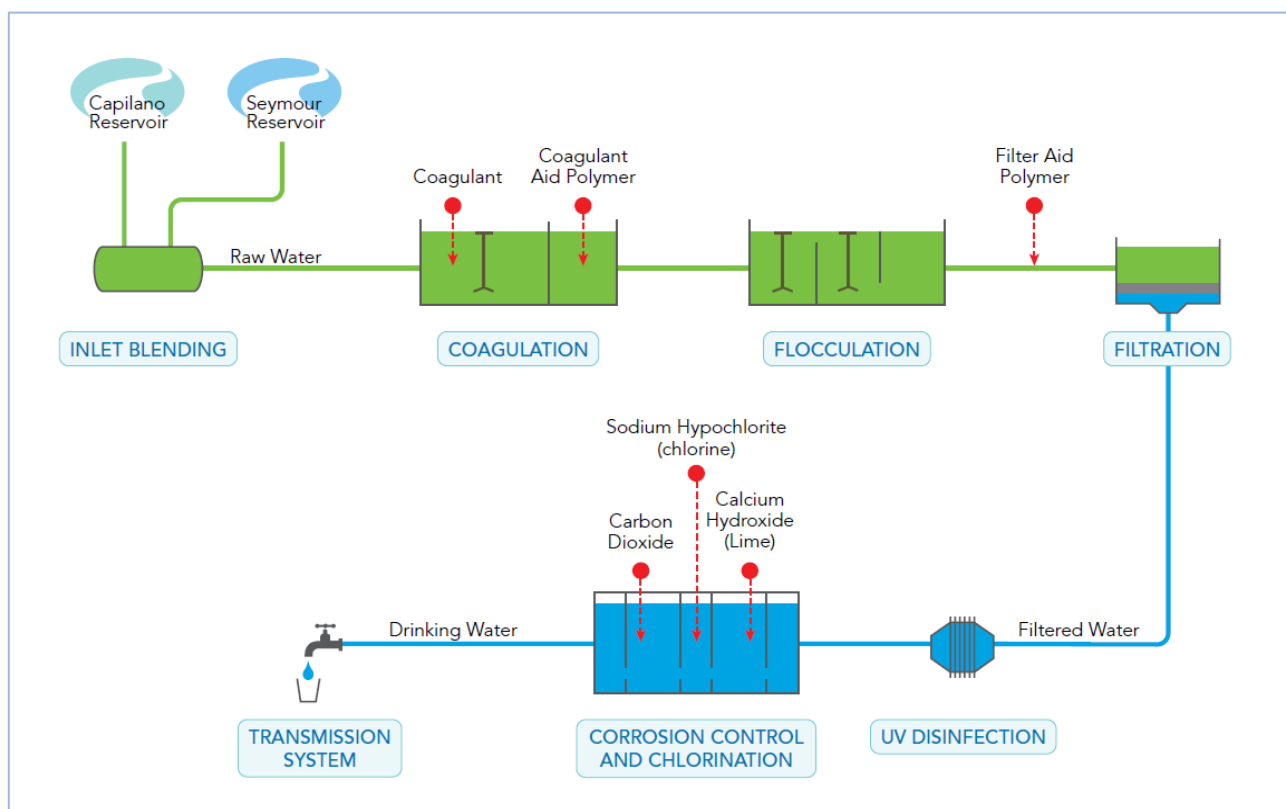 Capilano
Reservoir
Seymour
Reservoir
Coagulant
Coagulant
Aid Polymer
Filter Aid
Polymer
Raw Water
INLET BLENDING
COAGULATION
FLOCCULATION
FILTRATION
Sodium Hypochlorite
(chlorine)
Carbon
Dioxide
Calcium
Hydroxide
(Lime)
Drinking Water
Filtered Water
TRANSMISSION
SYSTEM
CORROSION CONTROL
AND CHLORINATION
UV DISINFECTION